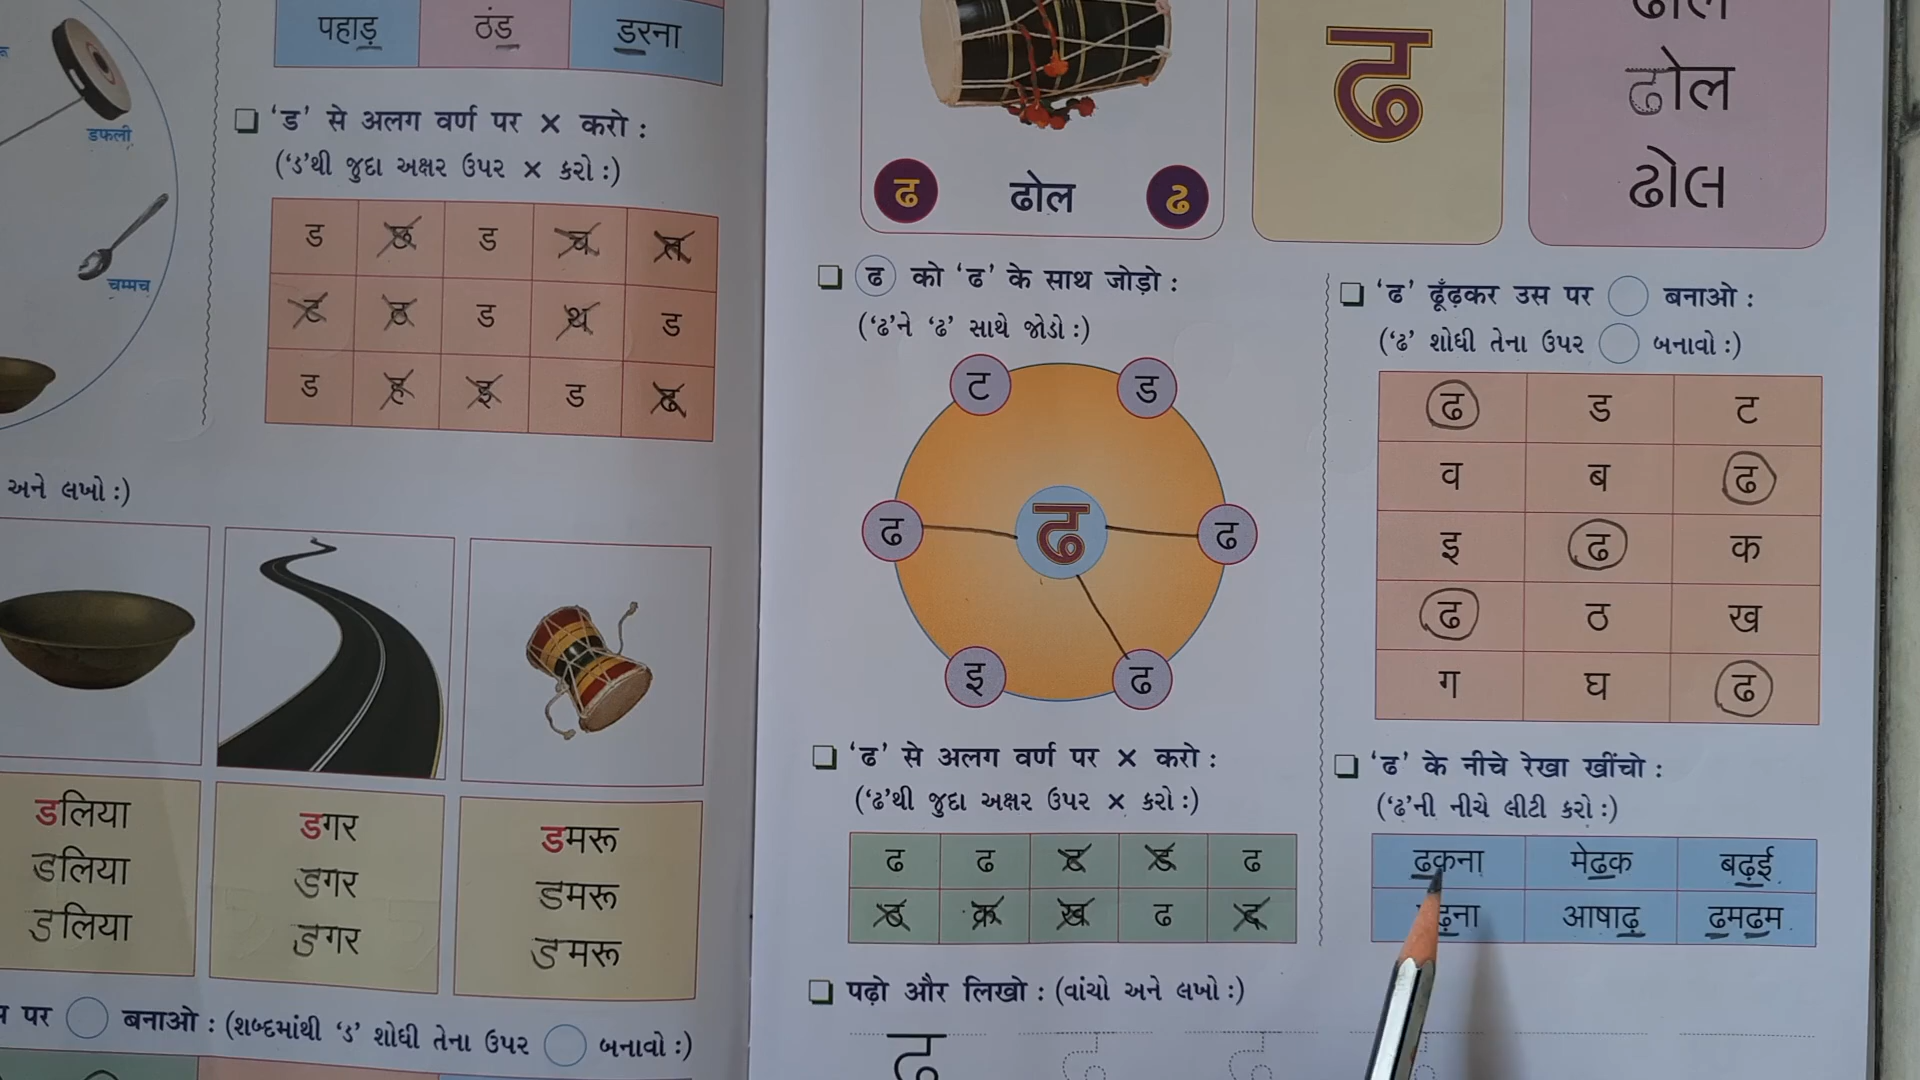 पहाड़ ठंड डरना
डफली
चम्मच
'ड' से अलग वर्ण पर × करो :
('ડ'થી જુદા અક્ષર ઉપર × કરો :)
ड छ ड च त
ट ठ ड थ ड
ड ह इ ड ढ
અને લખો :)
डलिया डगर डमरू
डलिया डगर डमरू
डलिया डगर डमरू
पर ◯ बनाओ : (શબ્દમાંથી 'ડ' શોધી તેના ઉપર ◯ બનાવો :)
ढ ढोल ઢ
ढ
ढोल
ढोल
ઢોલ
ढ को 'ढ' के साथ जोड़ो :
('ઢ'ને 'ઢ' સાથે જોડો :)
ट ड
ढ ढ ढ
इ ढ
'ढ' ढूँढ़कर उस पर ◯ बनाओ :
('ઢ' શોધી તેના ઉપર ◯ બનાવો :)
ढ ड ट
व ब ढ
इ ढ क
ढ ठ ख
ग घ ढ
'ढ' से अलग वर्ण पर × करो :
('ઢ'થી જુદા અક્ષર ઉપર × કરો :)
ढ ढ ड ढ
क ख ढ
'ढ' के नीचे रेखा खींचो :
('ઢ'ની નીચે લીટી કરો :)
ढकना मेढक बढ़ई
आषाढ़ ढमढम
पढ़ो और लिखो : (વાંચો અને લખો :)
ढ ढ ढ